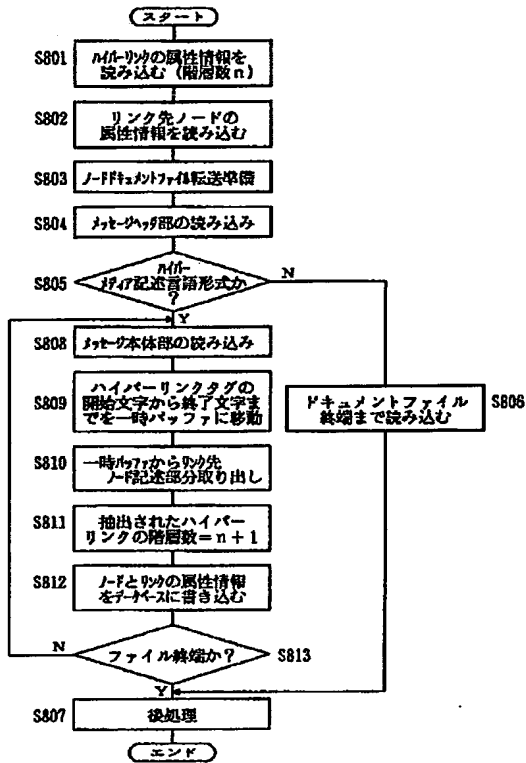 スタート
S801
ハイパーリンクの属性情報を
読み込む（階層数n）
S802
リンク先ノードの
属性情報を読み込む
S803
ノードドキュメントファイル転送準備
S804
メッセージヘッダ部の読み込み
S805
ハイパー
メディア記述言語形式か
？
N
Y
S808
メッセージ本体部の読み込み
S809
ハイパーリンクタグの
開始文字から終了文字ま
でを一時バッファに移動
ドキュメントファイル
終端まで読み込む
S806
S810
一時バッファからリンク先
ノード記述部分取り出し
S811
抽出されたハイパー
リンクの階層数=n+1
S812
ノードとリンクの属性情報
をデータベースに書き込む
N
ファイル終端か？
S813
Y
S807
後処理
エンド